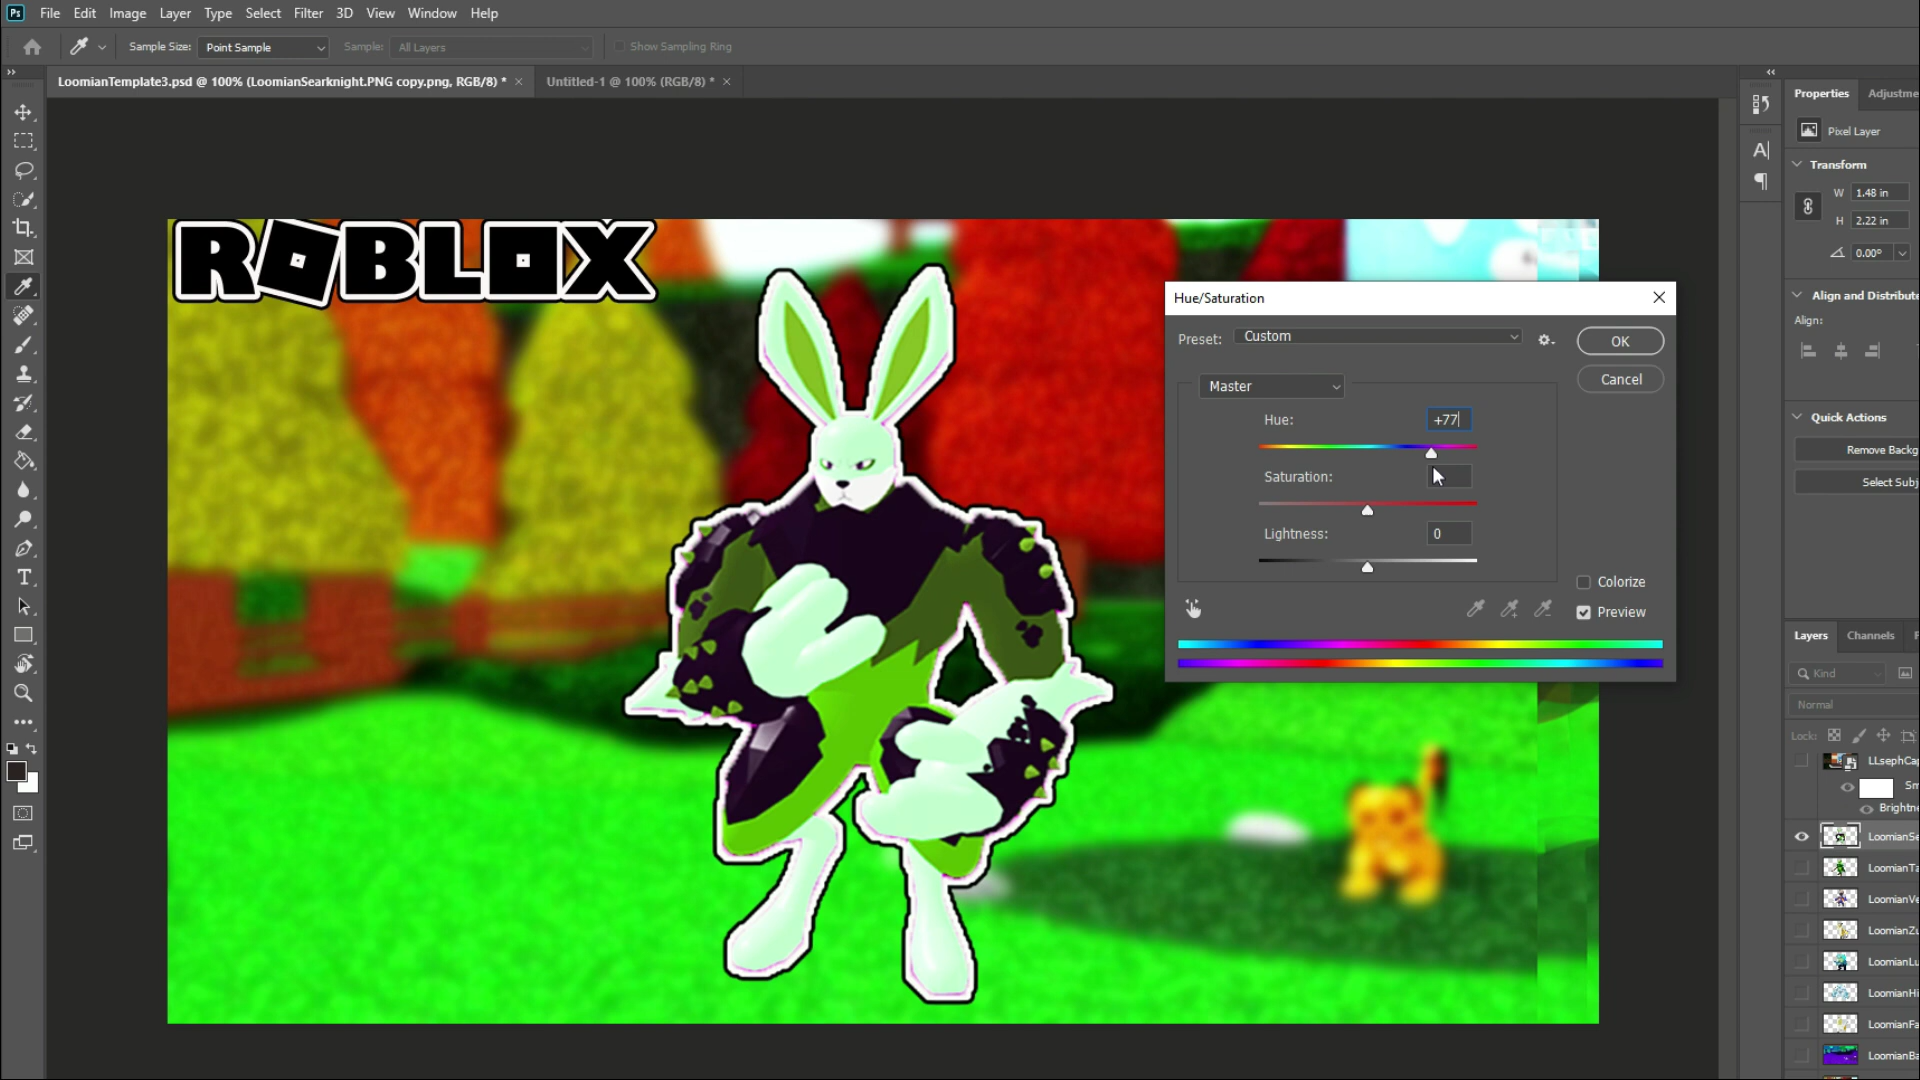 Ps File Edit Image Layer Type Select Filter 3D View Window Help
Sample Size: Point Sample Sample: All Layers Show Sampling Ring
LoomianTemplate3.psd @ 100% (LoomianSearknight.PNG copy.png, RGB/8) * × Untitled-1 @ 100% (RGB/8) * ×
Properties Adjustme
Pixel Layer
Transform
W 1.48 in
H 2.22 in
0.00°
Align and Distribute
Align:
Quick Actions
Remove Backg
Select Subj
ROBLOX
Hue/Saturation
Preset: Custom
OK
Cancel
Master
Hue: +77
Saturation:
Lightness: 0
Colorize
Preview
Layers Channels
Kind
Normal
Lock:
LLsephCap
Sm
Brightne
LoomianSe
LoomianTa
LoomianVe
LoomianZu
LoomianLu
LoomianHi
LoomianFa
LoomianBa